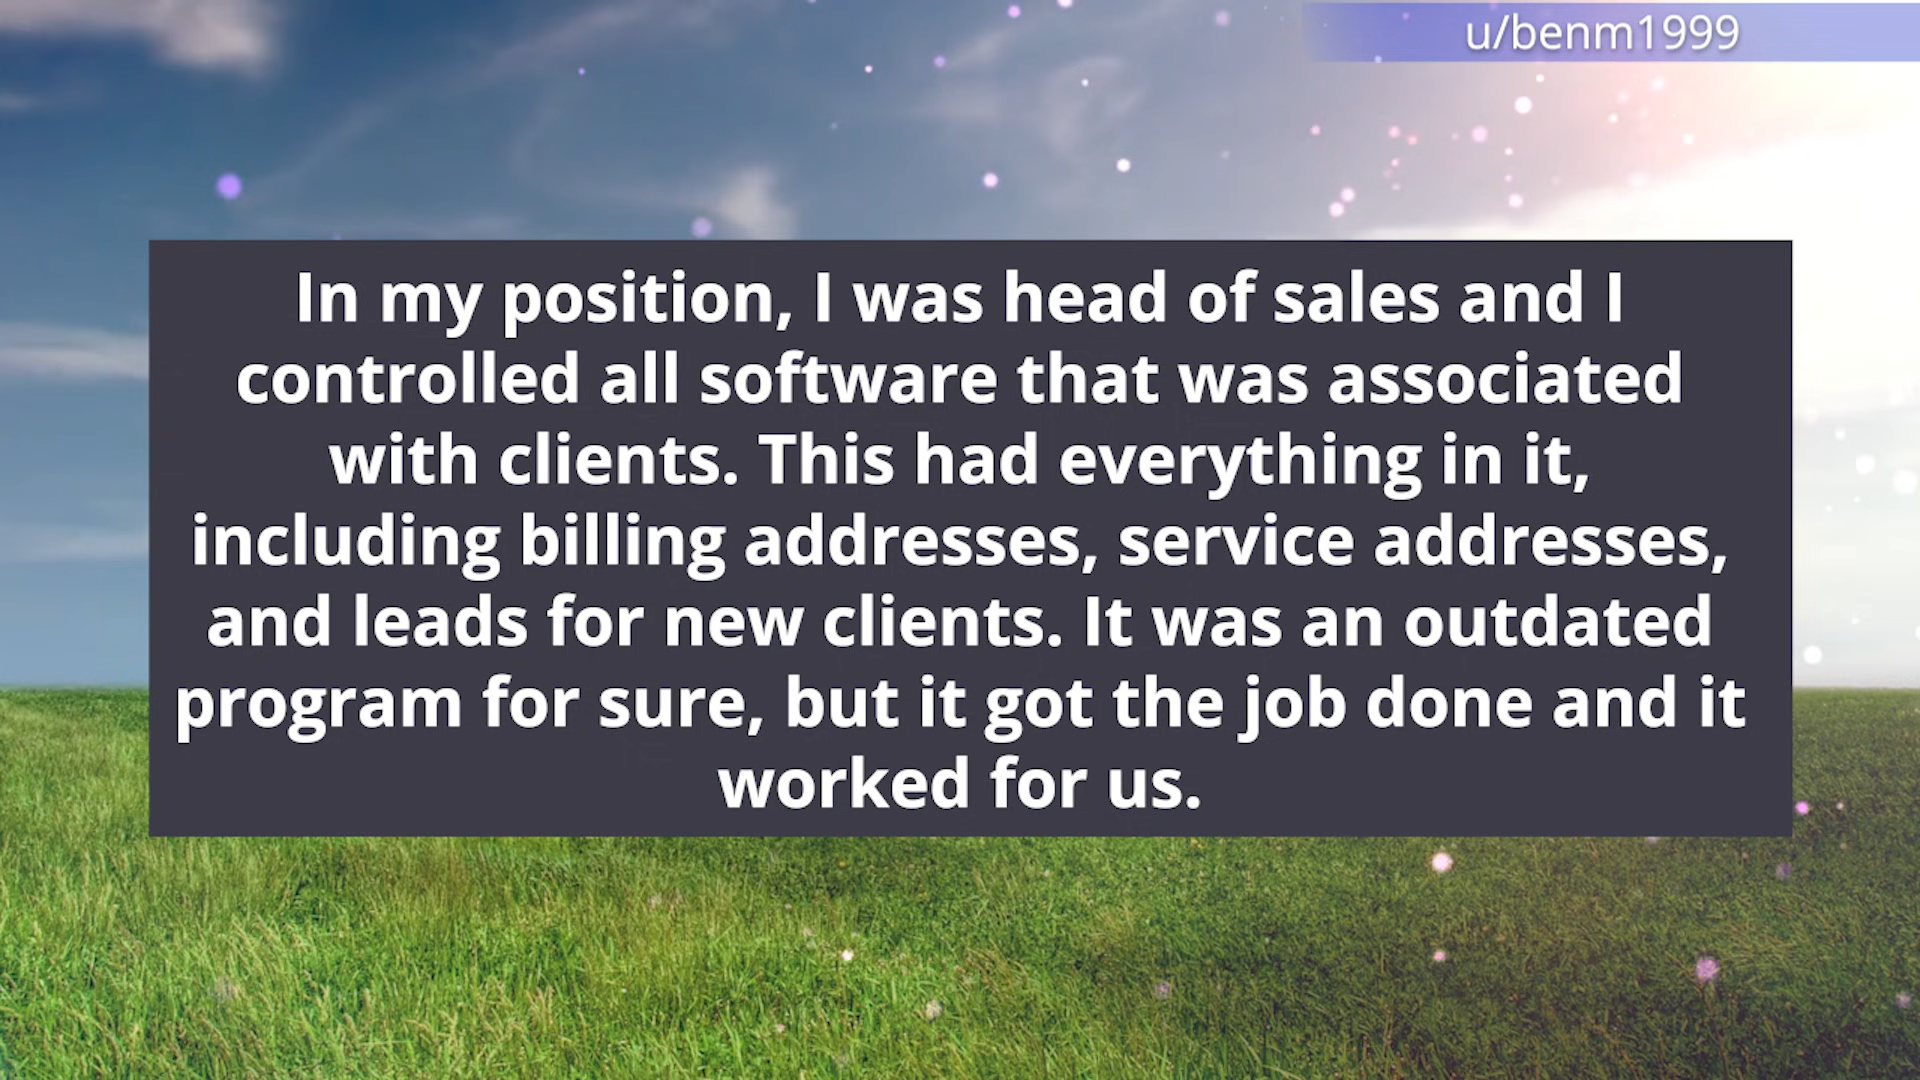 u/benm1999
In my position, I was head of sales and I
controlled all software that was associated
with clients. This had everything in it,
including billing addresses, service addresses,
and leads for new clients. It was an outdated
program for sure, but it got the job done and it
worked for us.